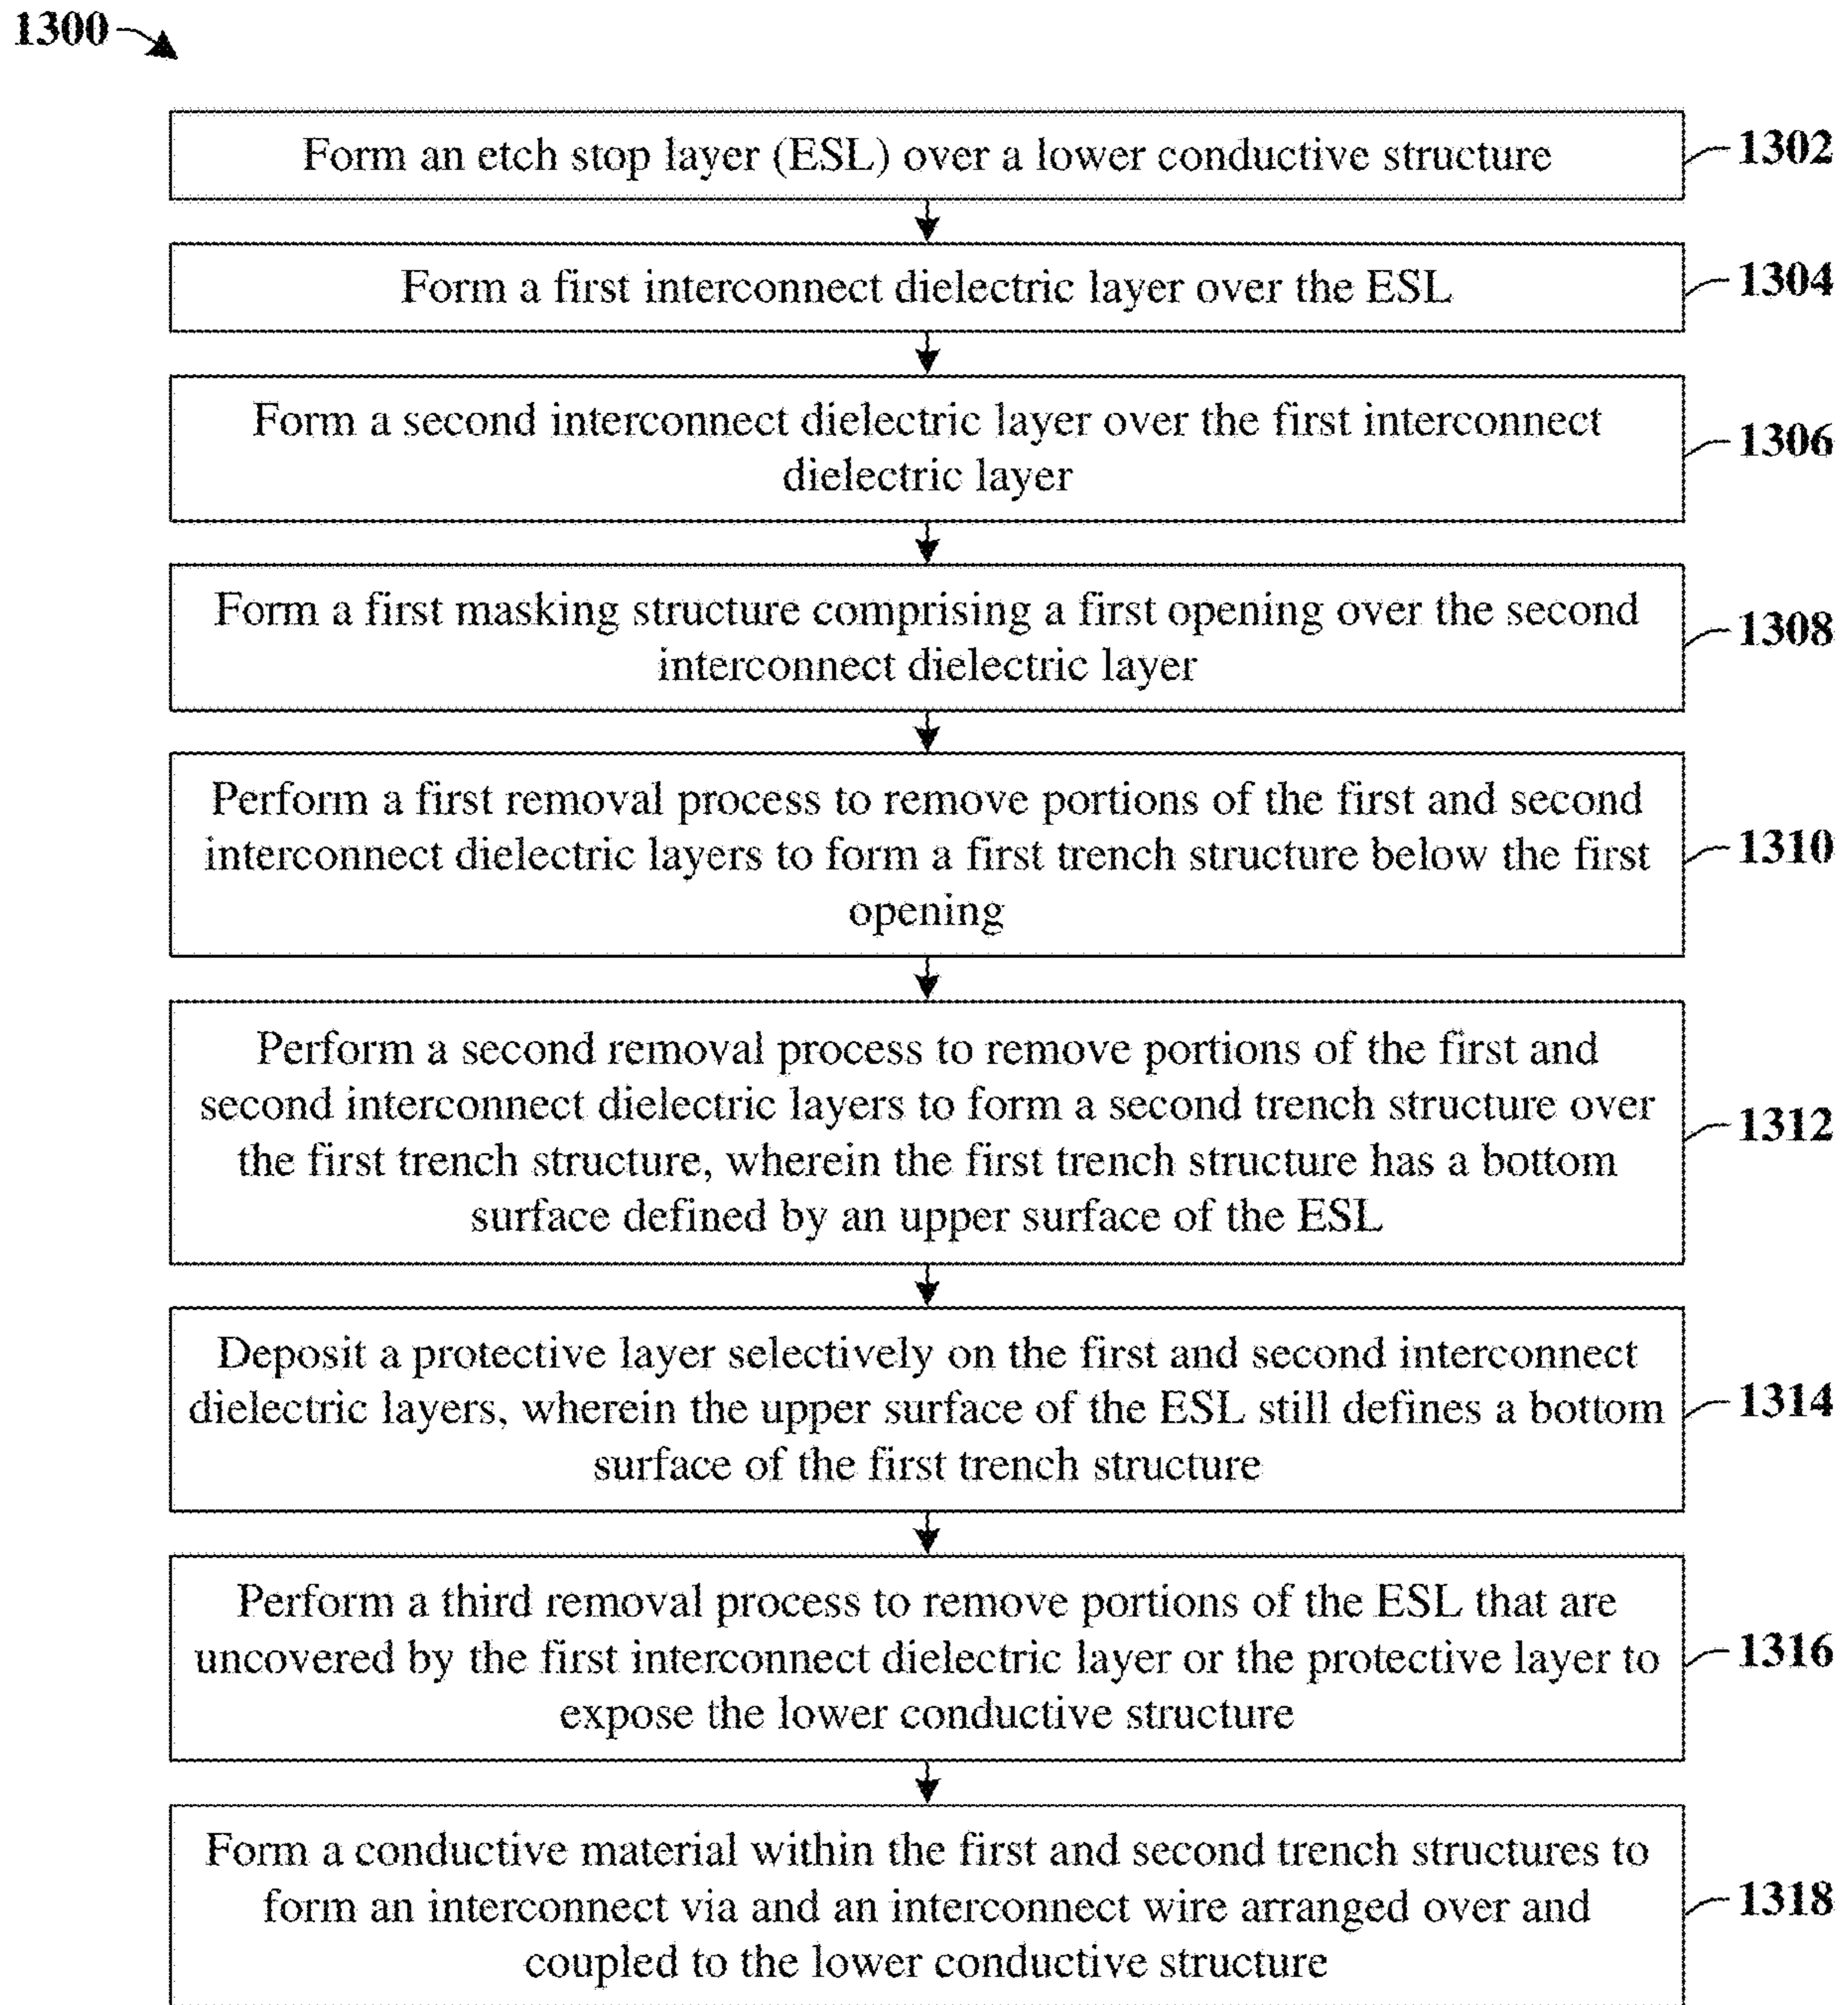 1300
Form an etch stop layer (ESL) over a lower conductive structure
1302
Form a first interconnect dielectric layer over the ESL
1304
Form a second interconnect dielectric layer over the first interconnect
dielectric layer
1306
Form a first masking structure comprising a first opening over the second
interconnect dielectric layer
1308
Perform a first removal process to remove portions of the first and second
interconnect dielectric layers to form a first trench structure below the first
opening
1310
Perform a second removal process to remove portions of the first and
second interconnect dielectric layers to form a second trench structure over
the first trench structure, wherein the first trench structure has a bottom
surface defined by an upper surface of the ESL
1312
Deposit a protective layer selectively on the first and second interconnect
dielectric layers, wherein the upper surface of the ESL still defines a bottom
surface of the first trench structure
1314
Perform a third removal process to remove portions of the ESL that are
uncovered by the first interconnect dielectric layer or the protective layer to
expose the lower conductive structure
1316
Form a conductive material within the first and second trench structures to
form an interconnect via and an interconnect wire arranged over and
coupled to the lower conductive structure
1318